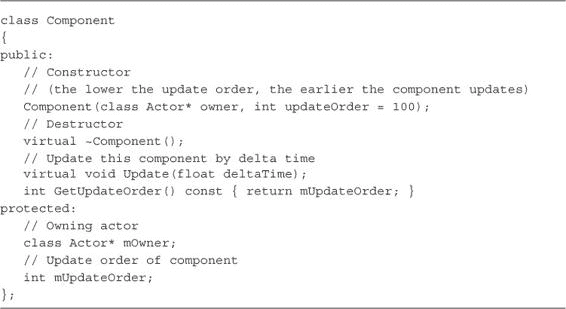 class Component
{
public:
   // Constructor
   // (the lower the update order, the earlier the component updates)
   Component(class Actor* owner, int updateOrder = 100);
   // Destructor
   virtual ~Component();
   // Update this component by delta time
   virtual void Update(float deltaTime);
   int GetUpdateOrder() const { return mUpdateOrder; }
protected:
   // Owning actor
   class Actor* mOwner;
   // Update order of component
   int mUpdateOrder;
};